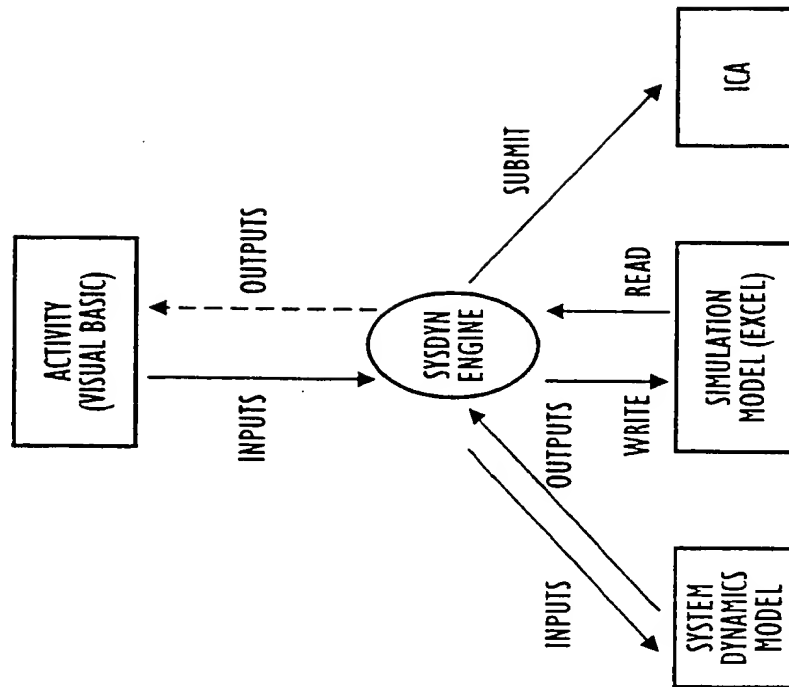 ACTIVITY
(VISUAL BASIC)
INPUTS
OUTPUTS
SYSDYN
ENGINE
INPUTS
OUTPUTS
WRITE
READ
SUBMIT
SYSTEM
DYNAMICS
MODEL
SIMULATION
MODEL (EXCEL)
ICA